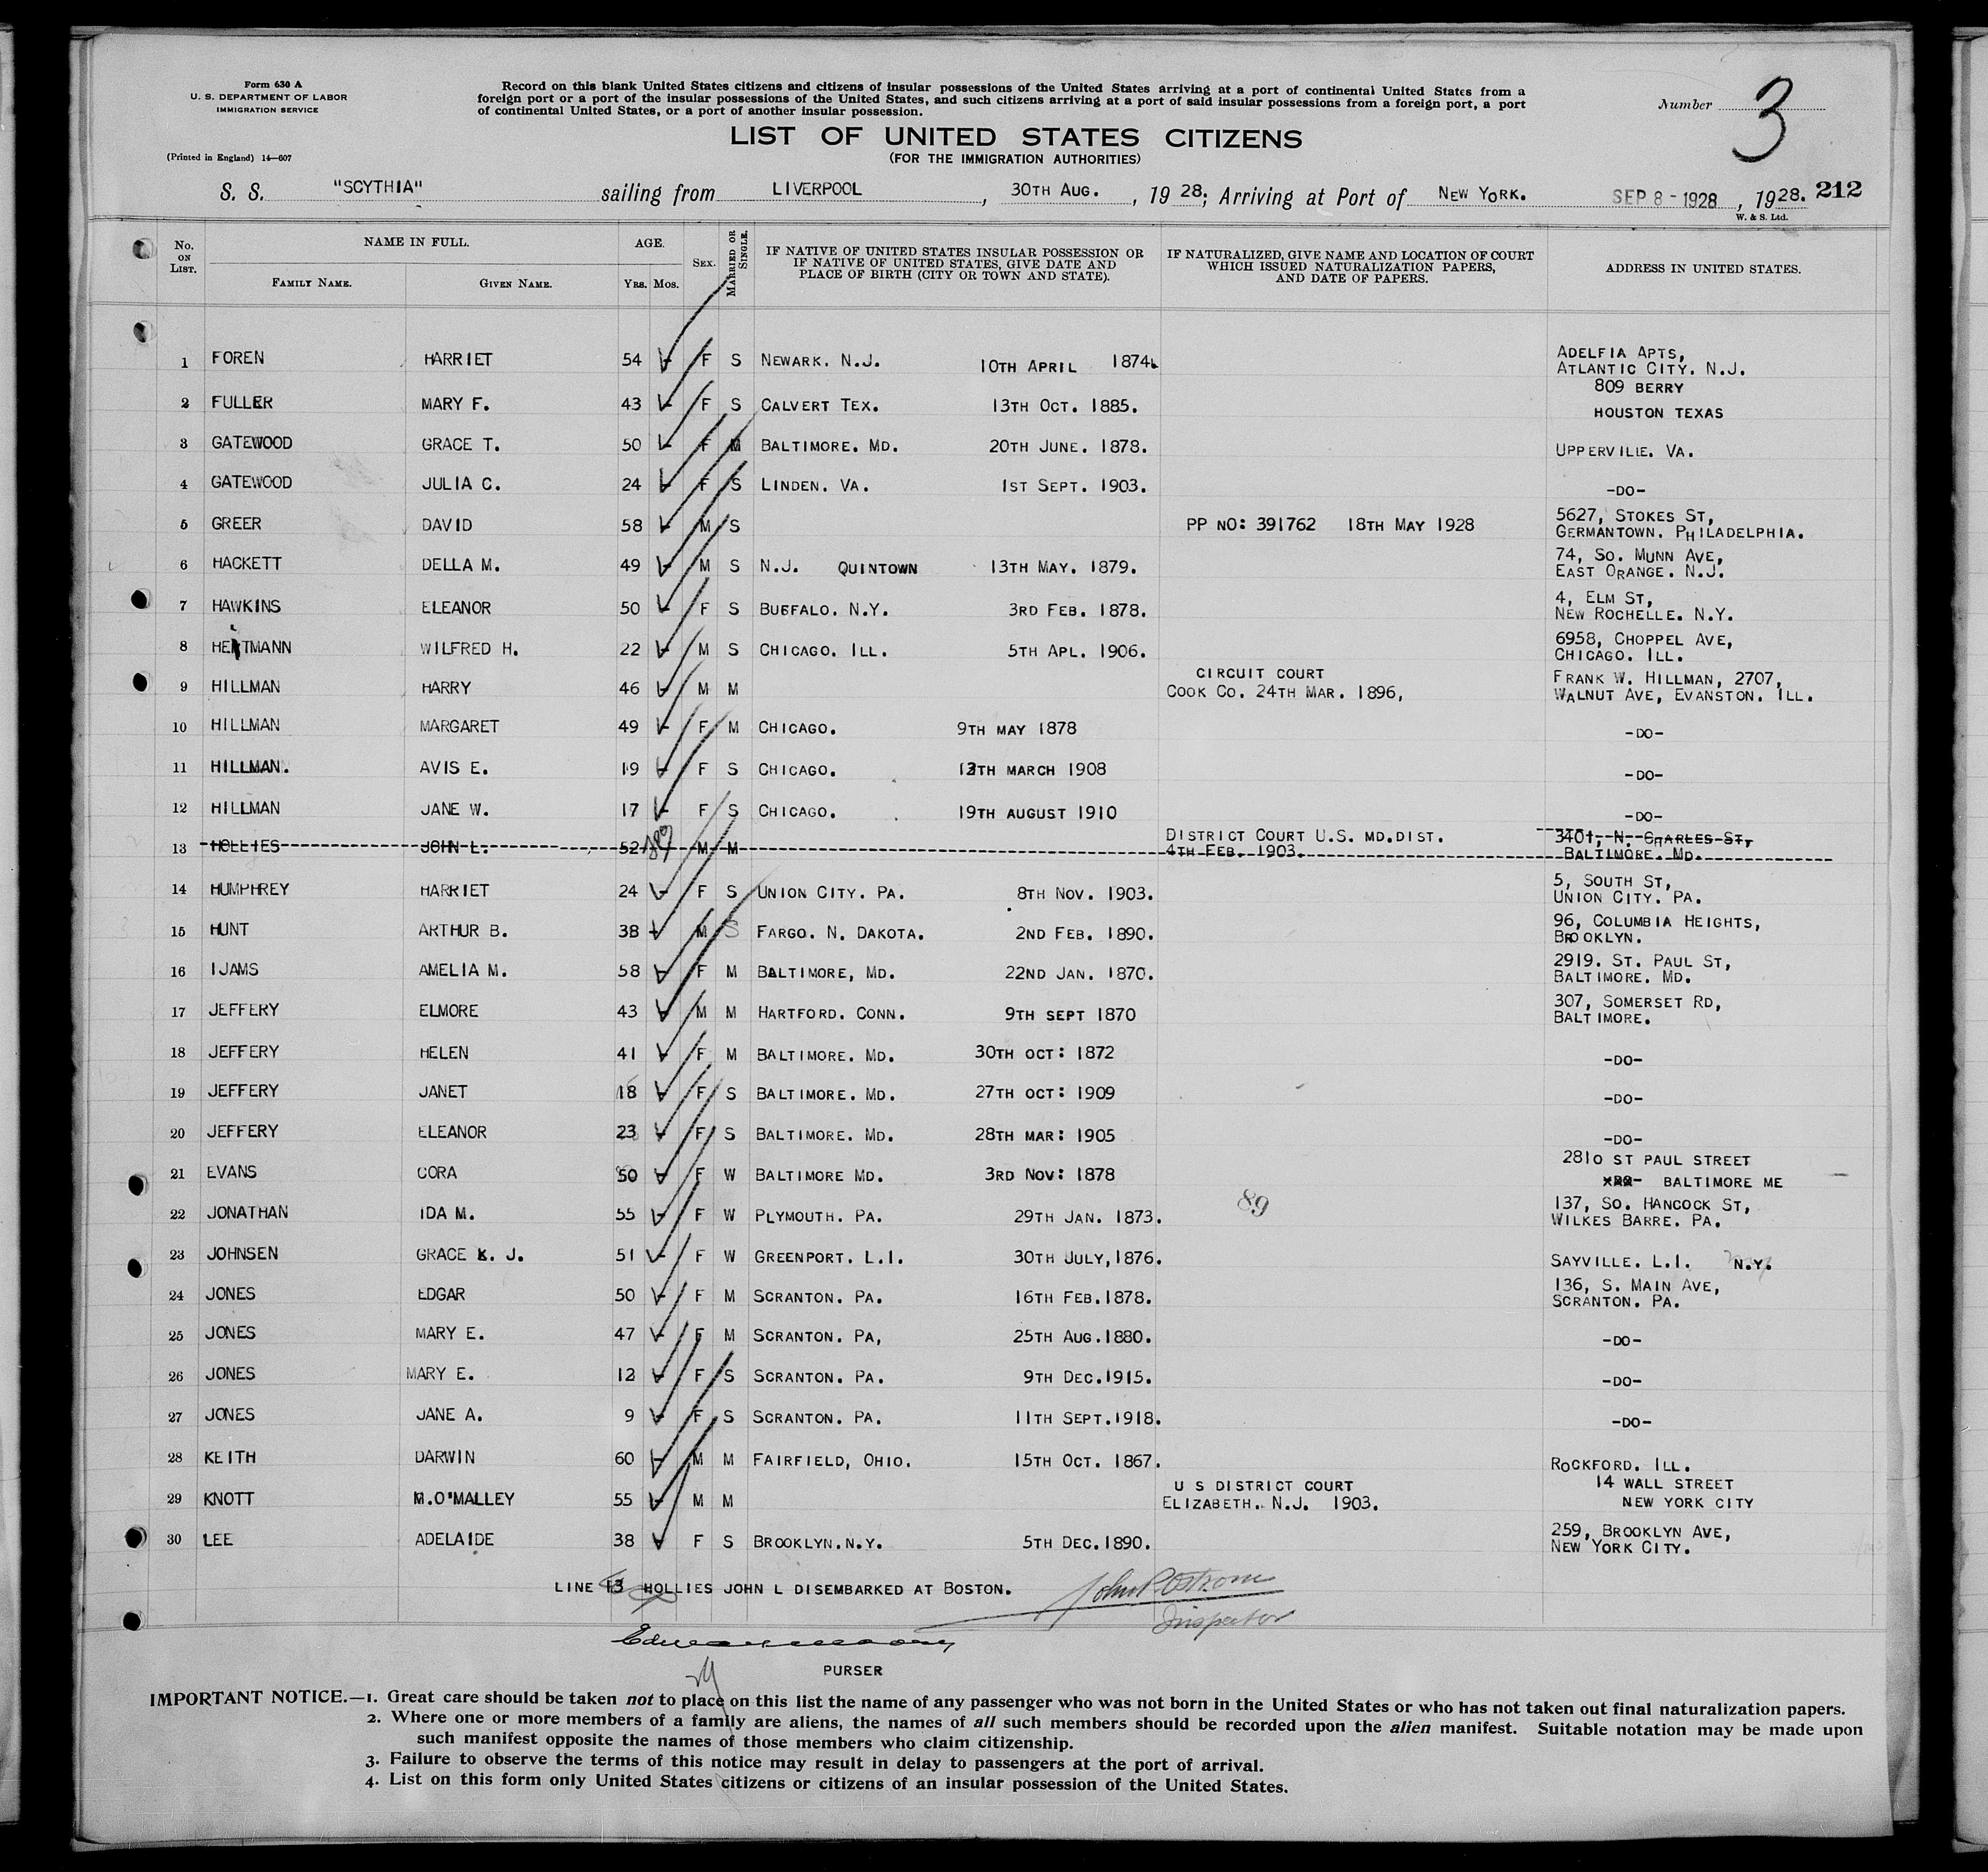 Form 630 A
U. S. DEPARTMENT OF LABOR
IMMIGRATION SERVICE
(Printed in England) 14—607
Record on this blank United States citizens and citizens of insular possessions of the United States arriving at a port of continental United States from a
foreign port or a port of the insular possessions of the United States, and such citizens arriving at a port of said insular possessions from a foreign port, a port
of continental United States, or a port of another insular possession.
Number 3
LIST OF UNITED STATES CITIZENS
(FOR THE IMMIGRATION AUTHORITIES)
S. S. "SCYTHIA" sailing from LIVERPOOL, 30TH AUG., 1928; Arriving at Port of NEW YORK. SEP 8 - 1928, 1928. 212
W. & S. Ltd.
No. ON LIST. NAME IN FULL. FAMILY NAME. GIVEN NAME. AGE. YRS. MOS. SEX. MARRIED OR SINGLE. IF NATIVE OF UNITED STATES INSULAR POSSESSION OR IF NATIVE OF UNITED STATES, GIVE DATE AND PLACE OF BIRTH (CITY OR TOWN AND STATE). IF NATURALIZED, GIVE NAME AND LOCATION OF COURT WHICH ISSUED NATURALIZATION PAPERS, AND DATE OF PAPERS. ADDRESS IN UNITED STATES.
1 FOREN HARRIET 54 F S NEWARK. N.J. 10TH APRIL 1874. ADELFIA APTS, ATLANTIC CITY. N.J.
2 FULLER MARY F. 43 F S CALVERT TEX. 13TH OCT. 1885. 809 BERRY HOUSTON TEXAS
3 GATEWOOD GRACE T. 50 F M BALTIMORE. MD. 20TH JUNE. 1878. UPPERVILLE. VA.
4 GATEWOOD JULIA C. 24 F S LINDEN. VA. 1ST SEPT. 1903. -DO-
5 GREER DAVID 58 M S PP NO: 391762 18TH MAY 1928 5627, STOKES ST, GERMANTOWN. PHILADELPHIA.
6 HACKETT DELLA M. 49 M S N.J. QUINTOWN 13TH MAY. 1879. 74, SO. MUNN AVE, EAST ORANGE. N.J.
7 HAWKINS ELEANOR 50 F S BUFFALO. N.Y. 3RD FEB. 1878. 4, ELM ST, NEW ROCHELLE. N.Y.
8 WILFRED H. 22 M S CHICAGO. ILL. 5TH APL. 1906. 6958, CHOPPEL AVE, CHICAGO. ILL.
9 HILLMAN HARRY 46 M M CIRCUIT COURT COOK CO. 24TH MAR. 1896, FRANK W. HILLMAN, 2707, WALNUT AVE, EVANSTON. ILL.
10 HILLMAN MARGARET 49 F M CHICAGO. 9TH MAY 1878 -DO-
11 HILLMAN. AVIS E. 19 F S CHICAGO. MARCH 1908 -DO-
12 HILLMAN JANE W. 17 F S CHICAGO. 19TH AUGUST 1910 -DO-
13 HOLLIES JOHN L. 52 M M DISTRICT COURT U.S. MD.DIST. 4TH FEB. 1903. 3401, N. CHARLES ST, BALTIMORE. MD.
14 HUMPHREY HARRIET 24 F S UNION CITY. PA. 8TH NOV. 1903. 5, SOUTH ST, UNION CITY. PA.
15 HUNT ARTHUR B. 38 M S FARGO. N. DAKOTA. 2ND FEB. 1890. 96, COLUMBIA HEIGHTS, BROOKLYN.
16 IJAMS AMELIA M. 58 F M BALTIMORE, MD. 22ND JAN. 1870. 2919. ST. PAUL ST, BALTIMORE. MD.
17 JEFFERY ELMORE 43 M M HARTFORD. CONN. 9TH SEPT 1870 307, SOMERSET RD, BALTIMORE.
18 JEFFERY HELEN 41 F M BALTIMORE. MD. 30TH OCT: 1872 -DO-
19 JEFFERY JANET 18 F S BALTIMORE. MD. 27TH OCT: 1909 -DO-
20 JEFFERY ELEANOR 23 F S BALTIMORE. MD. 28TH MAR: 1905 -DO-
21 EVANS CORA 50 F W BALTIMORE MD. 3RD NOV: 1878 2810 ST PAUL STREET BALTIMORE ME
89
22 JONATHAN IDA M. 55 F W PLYMOUTH. PA. 29TH JAN. 1873. 137, SO. HANCOCK ST, WILKES BARRE. PA.
23 JOHNSEN GRACE K. J. 51 F W GREENPORT. L.I. 30TH JULY, 1876. SAYVILLE. L.I. N.Y.
24 JONES EDGAR 50 F M SCRANTON. PA. 16TH FEB. 1878. 136, S. MAIN AVE, SCRANTON. PA.
25 JONES MARY E. 47 F M SCRANTON. PA, 25TH AUG. 1880. -DO-
26 JONES MARY E. 12 F S SCRANTON. PA. 9TH DEC. 1915. -DO-
27 JONES JANE A. 9 F S SCRANTON. PA. 11TH SEPT. 1918. -DO-
28 KEITH DARWIN 60 M M FAIRFIELD, OHIO. 15TH OCT. 1867. ROCKFORD. ILL.
29 KNOTT M.O'MALLEY 55 M M U S DISTRICT COURT ELIZABETH. N.J. 1903. 14 WALL STREET NEW YORK CITY
30 LEE ADELAIDE 38 F S BROOKLYN. N.Y. 5TH DEC. 1890. 259, BROOKLYN AVE, NEW YORK CITY.
LINE 13 HOLLIES JOHN L DISEMBARKED AT BOSTON.
John P. Ostrom
Inspector
PURSER
IMPORTANT NOTICE.—1. Great care should be taken not to place on this list the name of any passenger who was not born in the United States or who has not taken out final naturalization papers.
2. Where one or more members of a family are aliens, the names of all such members should be recorded upon the alien manifest. Suitable notation may be made upon
such manifest opposite the names of those members who claim citizenship.
3. Failure to observe the terms of this notice may result in delay to passengers at the port of arrival.
4. List on this form only United States citizens or citizens of an insular possession of the United States.